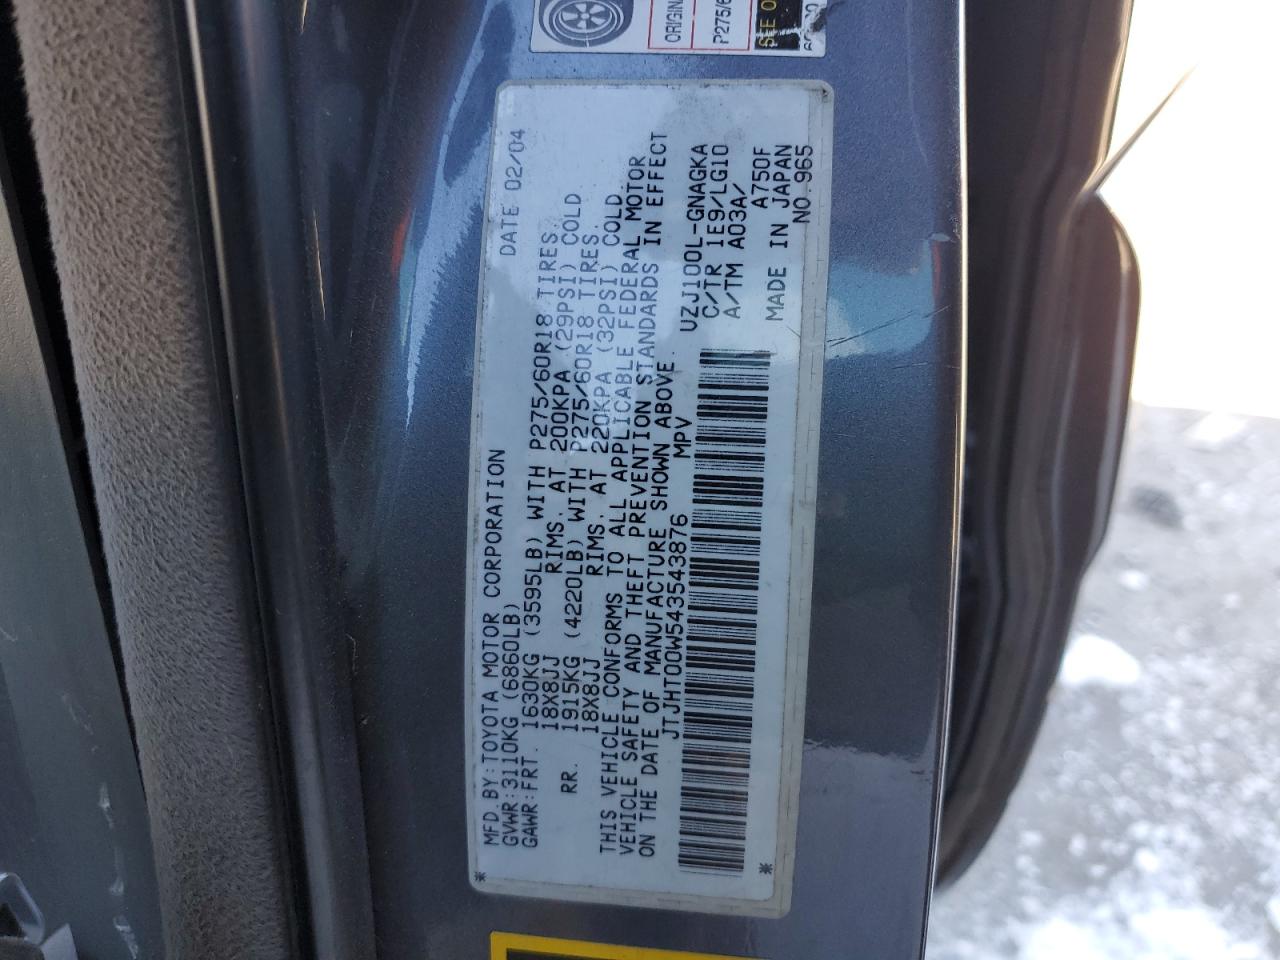 ORIGIN
P275/6
SEE O
MFD. BY: TOYOTA MOTOR CORPORATION DATE 02/04
GVWR: 3110KG (6860LB)
GAWR: FRT. 1630KG (3595LB) WITH P275/60R18 TIRES.
18X8JJ RIMS. AT 200KPA (29PSI) COLD
RR. 1915KG (4220LB) WITH P275/60R18 TIRES.
18X8JJ RIMS. AT 220KPA (32PSI) COLD.
THIS VEHICLE CONFORMS TO ALL APPLICABLE FEDERAL MOTOR
VEHICLE SAFETY AND THEFT PREVENTION STANDARDS IN EFFECT
ON THE DATE OF MANUFACTURE SHOWN ABOVE.
JTJHT00W543543876 MPV UZJ100L-GNAGKA
C/TR 1E9/LG10
A/TM A03A/ A750F
MADE IN JAPAN
NO. 965
* *